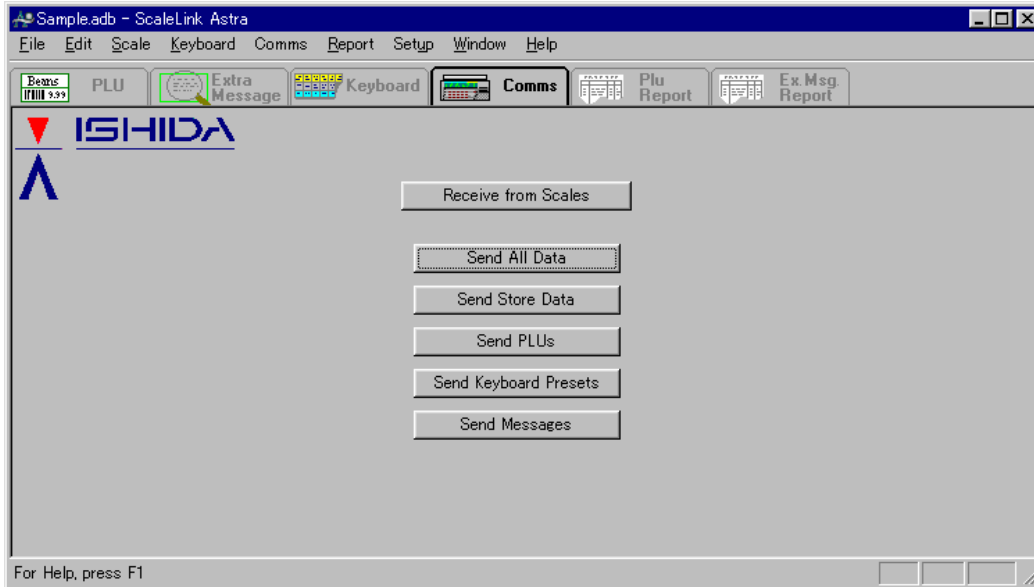 Sample.adb - ScaleLink Astra
File Edit Scale Keyboard Comms Report Setup Window Help
Beans
9.99
PLU
Extra
Message
Keyboard
Comms
Plu
Report
Ex.Msg.
Report
ISHIDA
Receive from Scales
Send All Data
Send Store Data
Send PLUs
Send Keyboard Presets
Send Messages
For Help, press F1